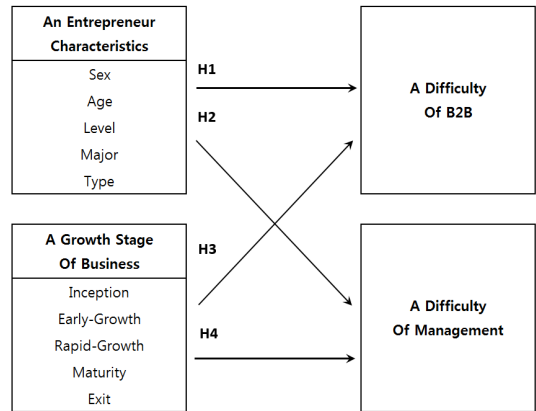 An Entrepreneur
Characteristics
Sex
Age
Level
Major
Type
H1
H2
A Difficulty
Of B2B
A Growth Stage
Of Business
Inception
Early-Growth
Rapid-Growth
Maturity
Exit
H3
H4
A Difficulty
Of Management